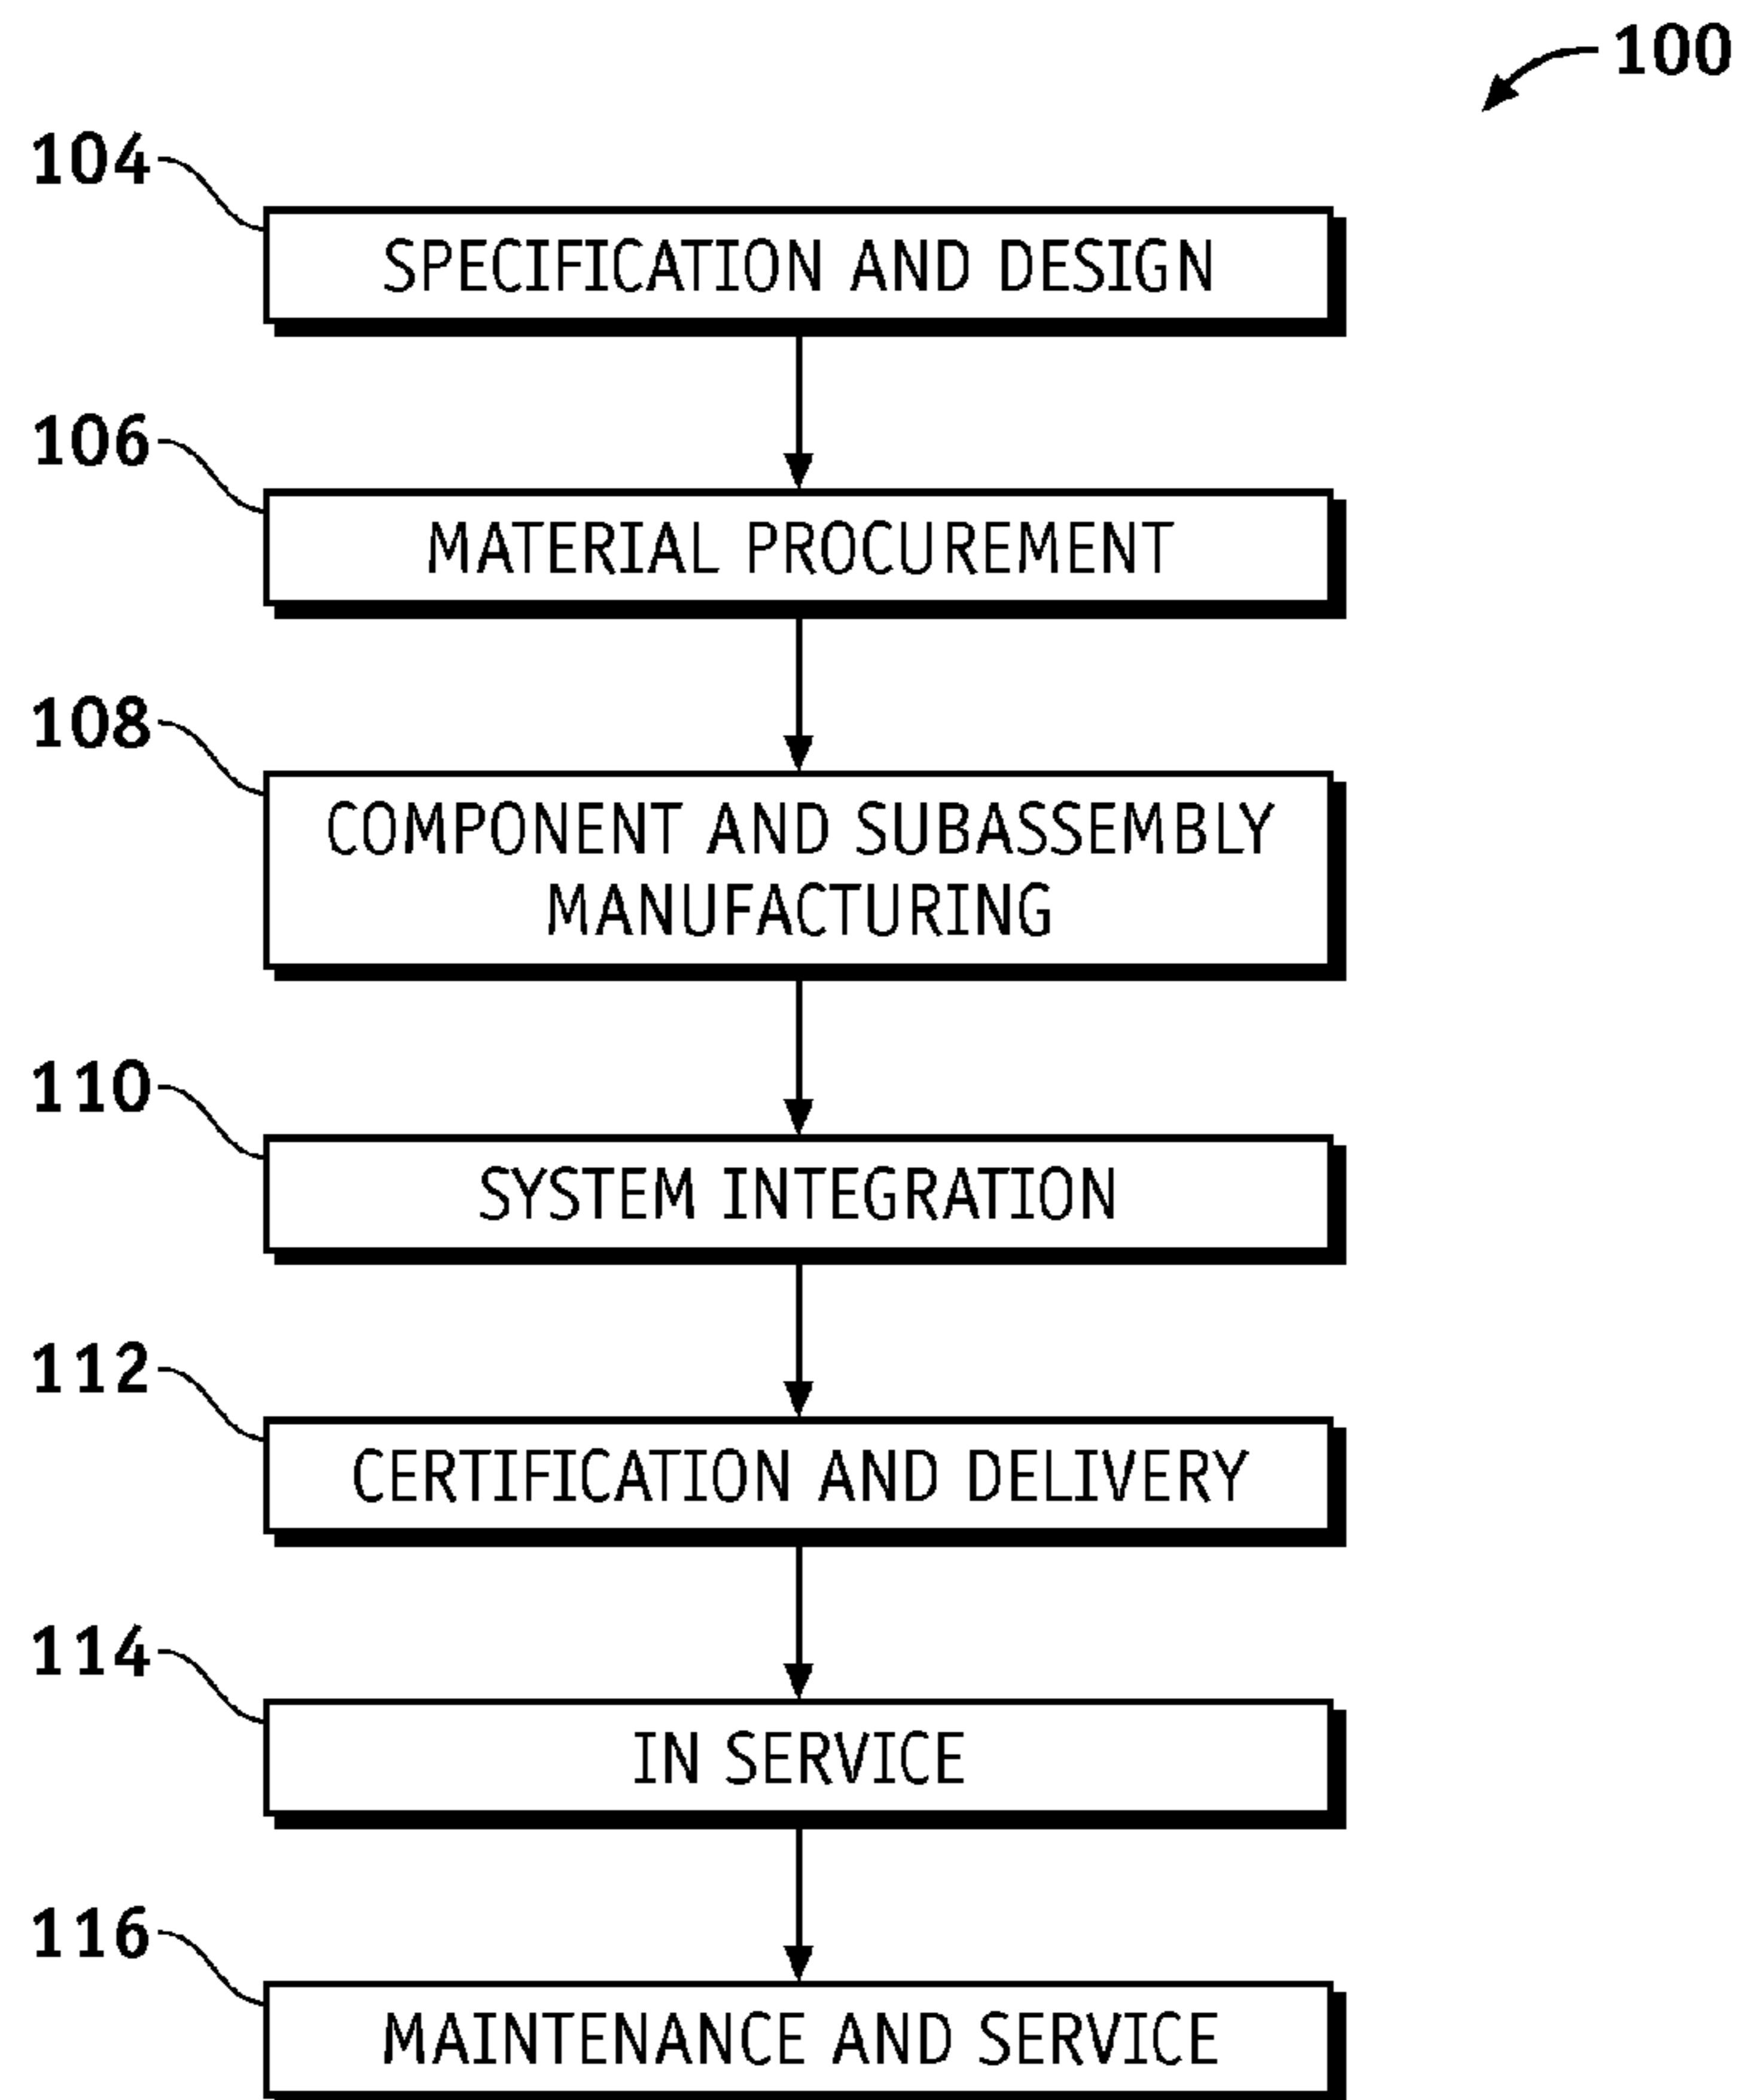 100
104
SPECIFICATION AND DESIGN
106
MATERIAL PROCUREMENT
108
COMPONENT AND SUBASSEMBLY
MANUFACTURING
110
SYSTEM INTEGRATION
112
CERTIFICATION AND DELIVERY
114
IN SERVICE
116
MAINTENANCE AND SERVICE